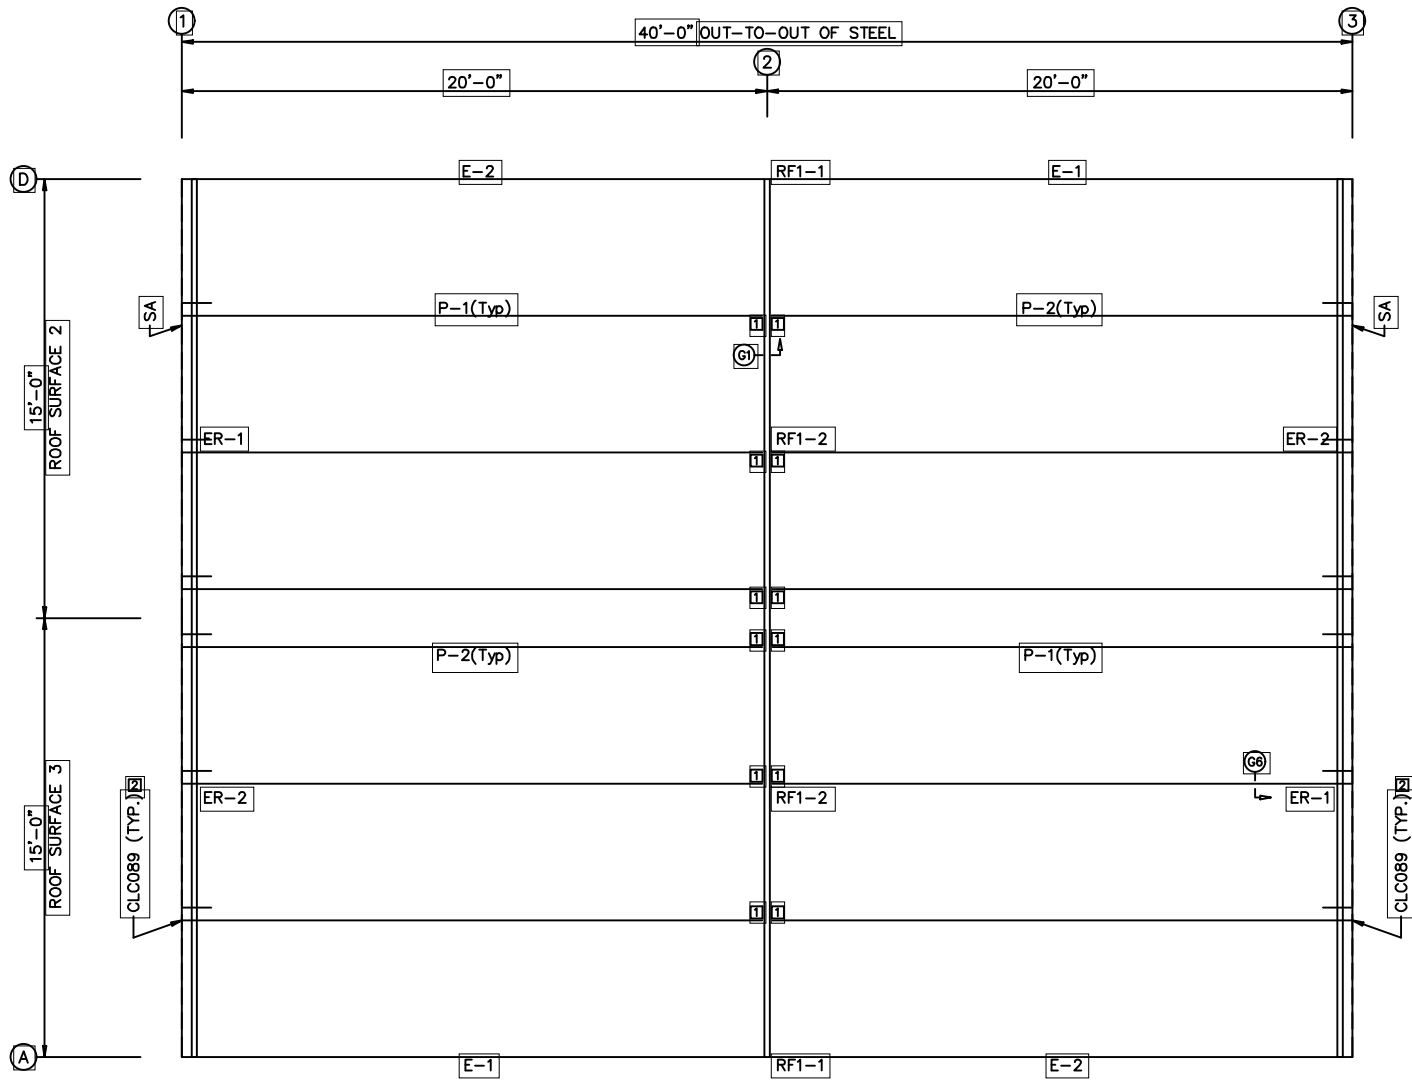 1
3
40'-0" OUT-TO-OUT OF STEEL
2
20'-0"
20'-0"
D
E-2
RF1-1
E-1
SA
P-1(Typ)
P-2(Typ)
SA
1 1
G1
15'-0"
ROOF SURFACE 2
ER-1
RF1-2
ER-2
1 1
1 1
1 1
P-2(Typ)
P-1(Typ)
G6
1 1
15'-0"
ROOF SURFACE 3
CLC089 (TYP.) 2
ER-2
RF1-2
ER-1
CLC089 (TYP.) 2
1 1
A
E-1
RF1-1
E-2